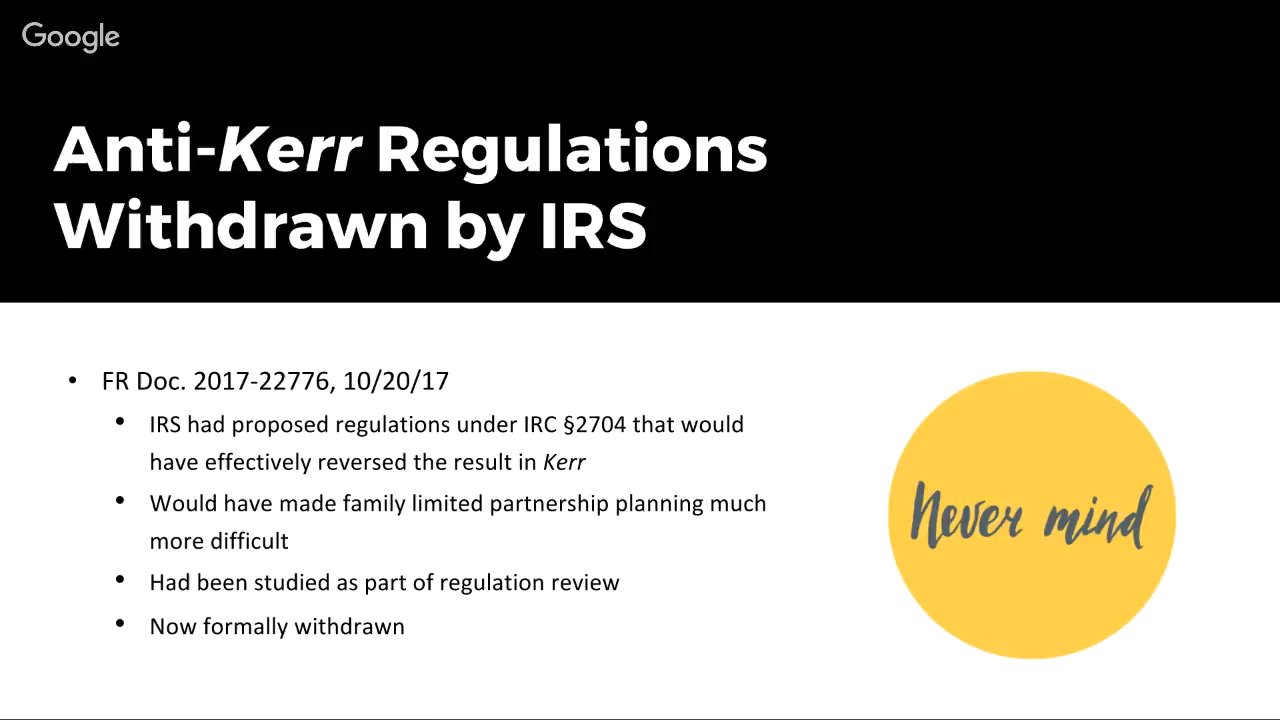 Google
Anti-Kerr Regulations
Withdrawn by IRS
• FR Doc. 2017-22776, 10/20/17
• IRS had proposed regulations under IRC §2704 that would
have effectively reversed the result in Kerr
• Would have made family limited partnership planning much
more difficult
• Had been studied as part of regulation review
• Now formally withdrawn
Never mind